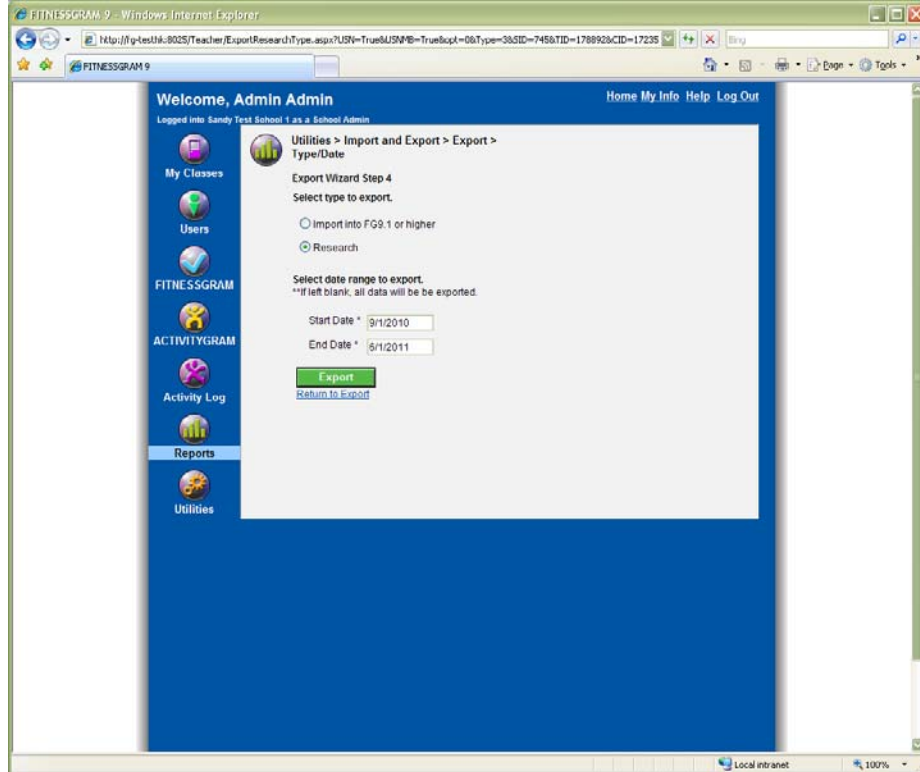 FITNESSGRAM 9 - Windows Internet Explorer
http://fg-testhk:8025/Teacher/ExportResearchType.aspx?USN=True&USNMB=True&opt=0&Type=3&SID=745&TID=178892&CID=17235
Bing
FITNESSGRAM 9
Page
Tools
Welcome, Admin Admin
Home My Info Help Log Out
Logged into Sandy Test School 1 as a School Admin
Utilities > Import and Export > Export >
Type/Date
My Classes
Export Wizard Step 4
Select type to export.
Users
Import into FG9.1 or higher
Research
FITNESSGRAM
Select date range to export.
**If left blank, all data will be be exported.
Start Date * 9/1/2010
ACTIVITYGRAM
End Date * 6/1/2011
Export
Activity Log
Return to Export
Reports
Utilities
Local intranet
100%